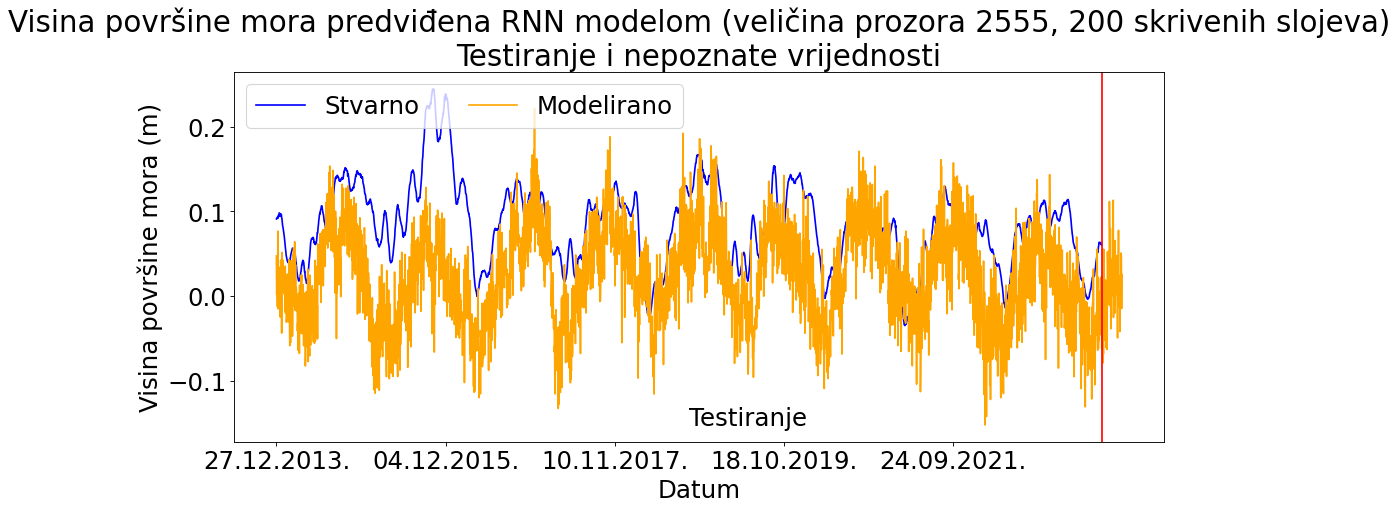 Visina površine mora predviđena RNN modelom (veličina prozora 2555, 200 skrivenih slojeva)
Testiranje i nepoznate vrijednosti
Stvarno
Modelirano
Visina površine mora (m)
0.2
0.1
0.0
−0.1
Testiranje
27.12.2013.
04.12.2015.
10.11.2017.
18.10.2019.
24.09.2021.
Datum